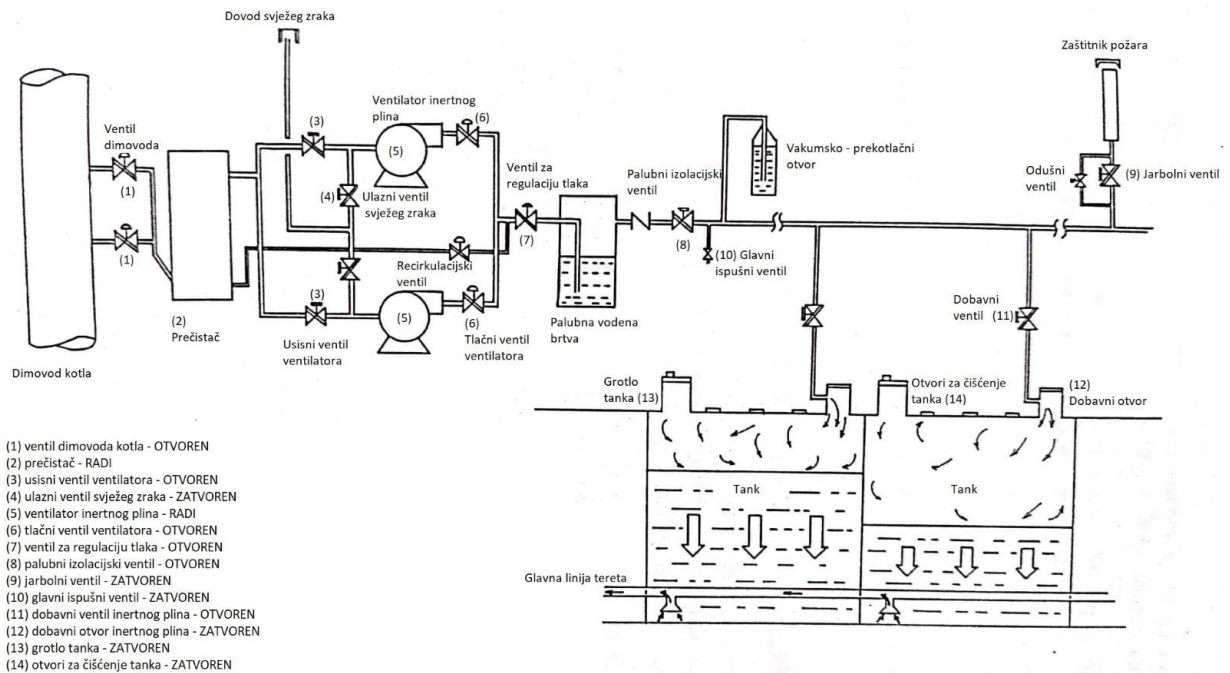 Dovod svježeg zraka
Zaštitnik požara
Ventilator inertnog
plina
(6)
(3)
Ventil
dimovoda
(5)
Ventil za
regulaciju tlaka
Palubni izolacijski
ventil
Vakumsko - prekotlačni
otvor
Odušni
ventil
(9) Jarbolni ventil
(1)
(4)
Ulazni ventil
svježeg zraka
(7)
(8)
(10) Glavni
ispušni ventil
(1)
Recirkulacijski
ventil
(3)
(5)
(6)
Dobavni
ventil (11)
(2)
Prečistač
Usisni ventil
ventilatora
Tlačni ventil
ventilatora
Palubna vodena
brtva
Dimovod kotla
Grotlo
tanka (13)
Otvori za čišćenje
tanka (14)
(12)
Dobavni otvor
Tank
Tank
Glavna linija tereta
(1) ventil dimovoda kotla - OTVOREN
(2) prečistač - RADI
(3) usisni ventil ventilatora - OTVOREN
(4) ulazni ventil svježeg zraka - ZATVOREN
(5) ventilator inertnog plina - RADI
(6) tlačni ventil ventilatora - OTVOREN
(7) ventil za regulaciju tlaka - OTVOREN
(8) palubni izolacijski ventil - OTVOREN
(9) jarbolni ventil - ZATVOREN
(10) glavni ispušni ventil - ZATVOREN
(11) dobavni ventil inertnog plina - OTVOREN
(12) dobavni otvor inertnog plina - ZATVOREN
(13) grotlo tanka - ZATVOREN
(14) otvori za čišćenje tanka - ZATVOREN